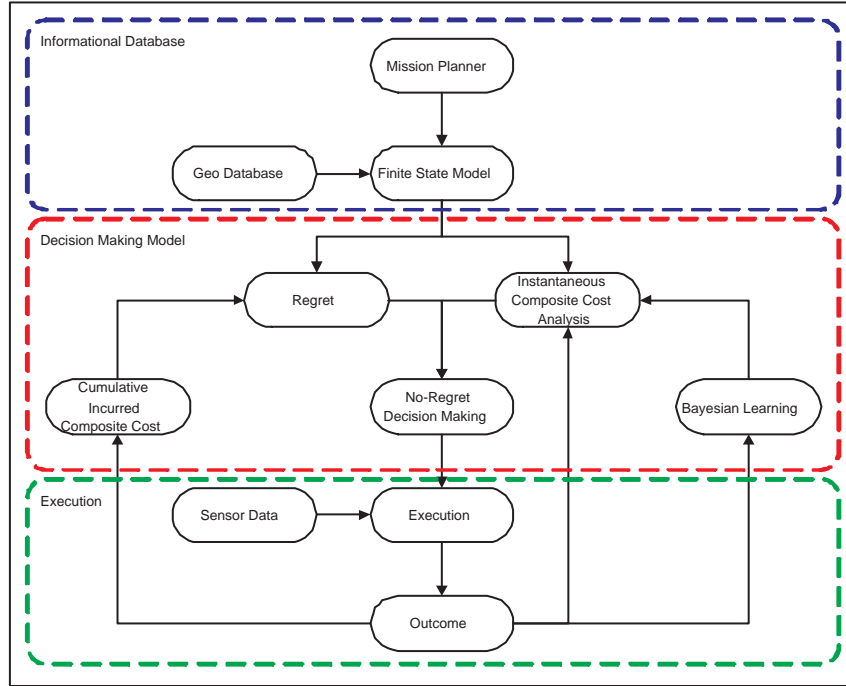 Informational Database
Mission Planner
Geo Database
Finite State Model
Decision Making Model
Regret
Instantaneous
Composite Cost
Analysis
Cumulative
Incurred
Composite Cost
No-Regret
Decision Making
Bayesian Learning
Execution
Sensor Data
Execution
Outcome